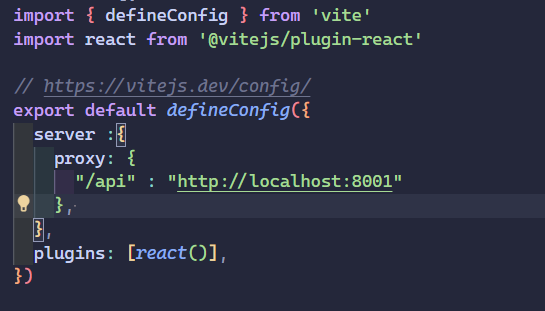 import { defineConfig } from 'vite'
import react from '@vitejs/plugin-react'
// https://vitejs.dev/config/
export default defineConfig({
server :{
proxy: {
"/api" : "http://localhost:8001"
},
},
plugins: [react()],
})